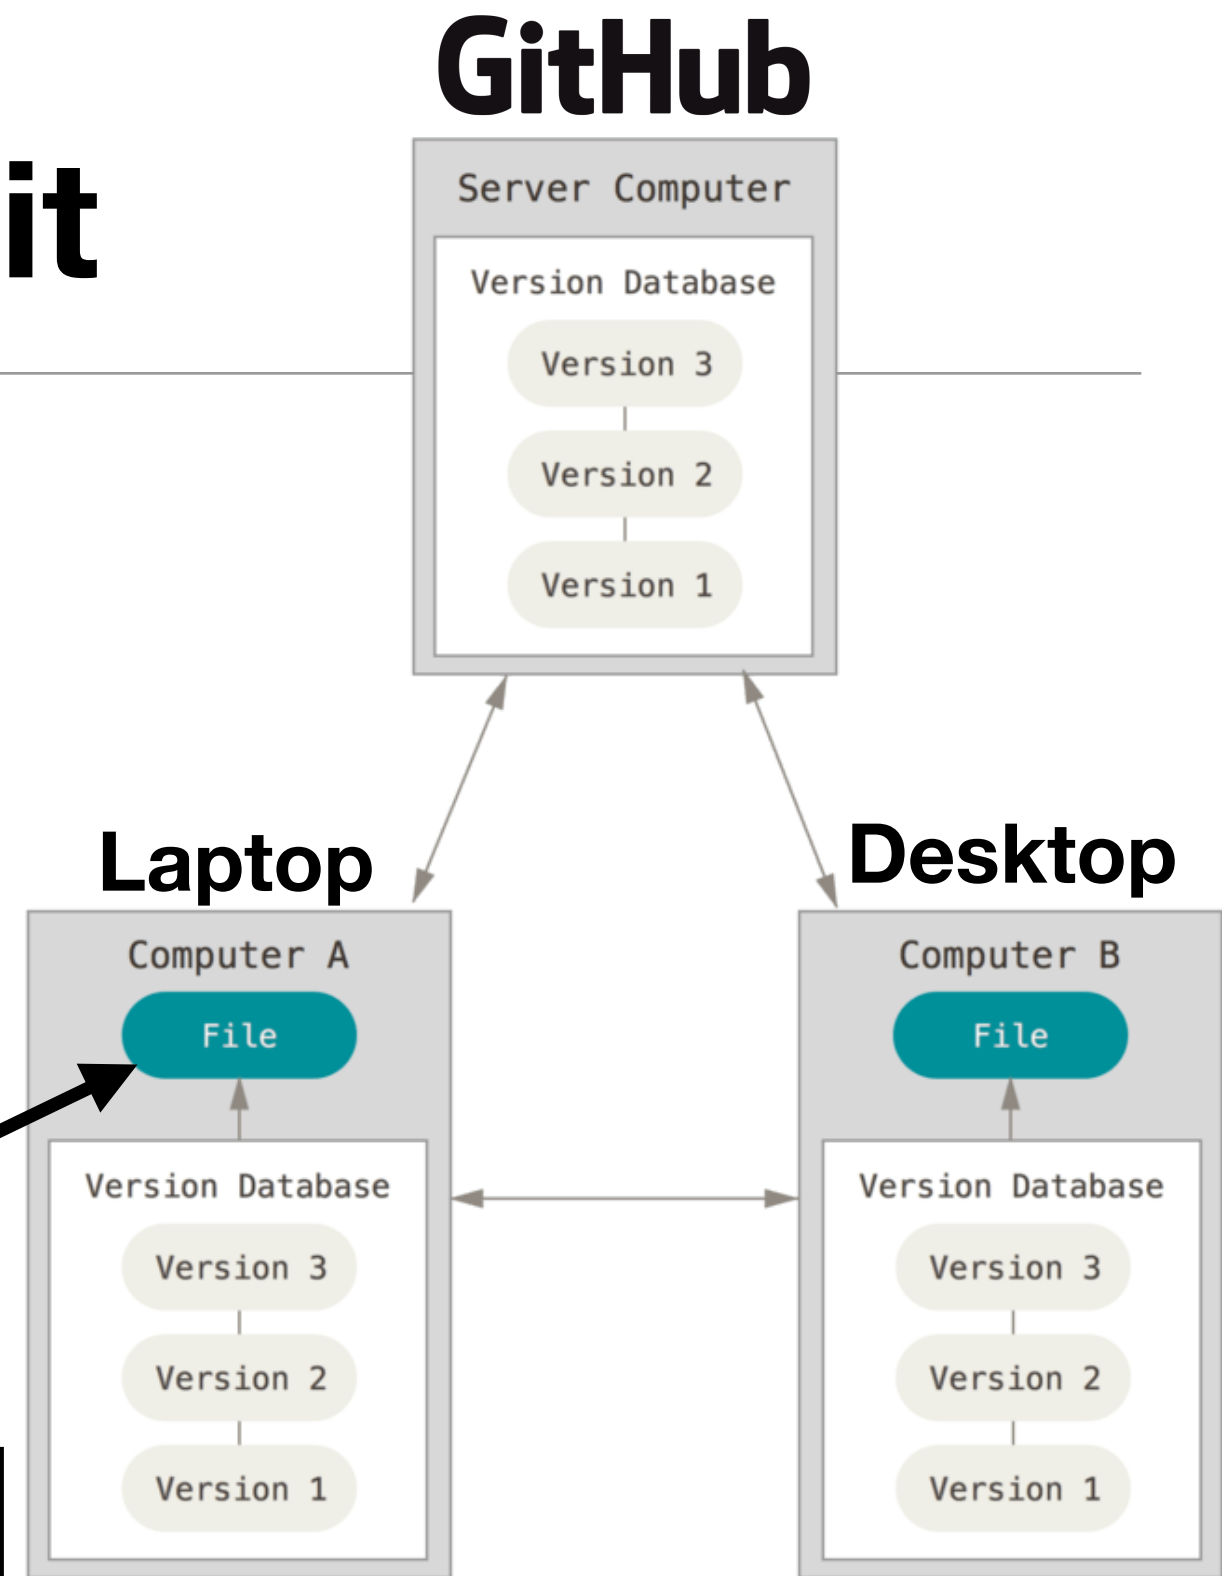 GitHub
it
Server Computer
Version Database
Version 3
Version 2
Version 1
Laptop
Desktop
Computer A
Computer B
File
File
Version Database
Version Database
Version 3
Version 3
Version 2
Version 2
Version 1
Version 1